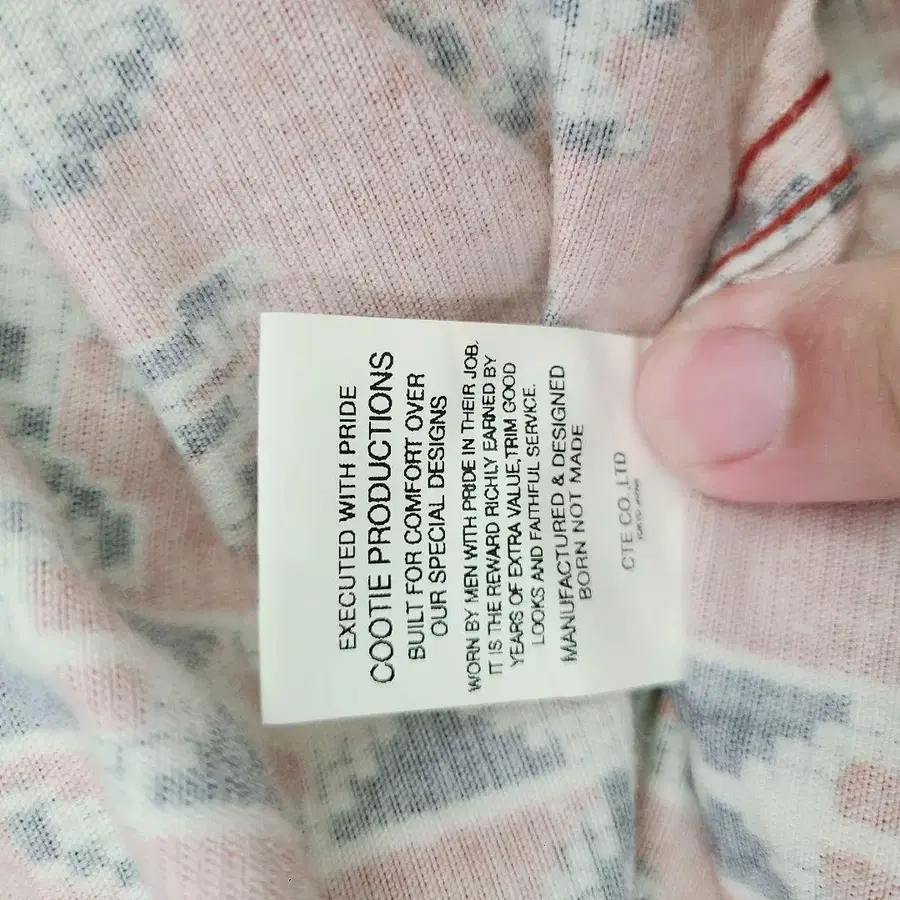 EXECUTED WITH PRIDE
COOTIE PRODUCTIONS
BUILT FOR COMFORT OVER
OUR SPECIAL DESIGNS
WORN BY MEN WITH PRIDE IN THEIR JOB.
IT IS THE REWARD RICHLY EARNED BY
YEARS OF EXTRA VALUE,TRIM GOOD
LOOKS AND FAITHFUL SERVICE.
MANUFACTURED & DESIGNED
BORN NOT MADE
CTE CO.,LTD